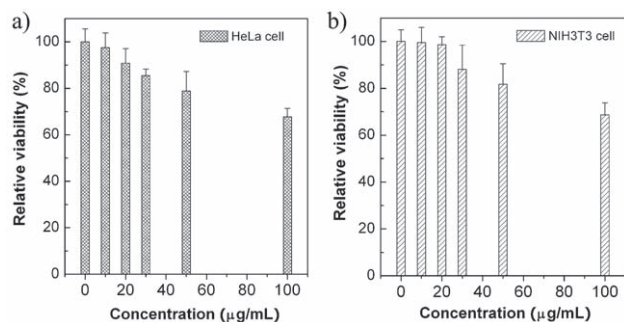 a)
HeLa cell
Relative viability (%)
100
80
60
40
20
0
0 20 40 60 80 100
Concentration (μg/mL)
b)
NIH3T3 cell
Relative viability (%)
100
80
60
40
20
0
0 20 40 60 80 100
Concentration (μg/mL)